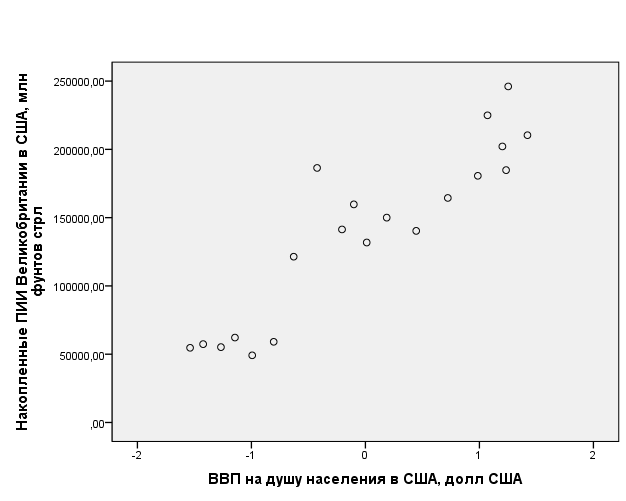 Накопленные ПИИ Великобритании в США, млн
фунтов стрл
250000,00
200000,00
150000,00
100000,00
50000,00
,00
-2 -1 0 1 2
ВВП на душу населения в США, долл США